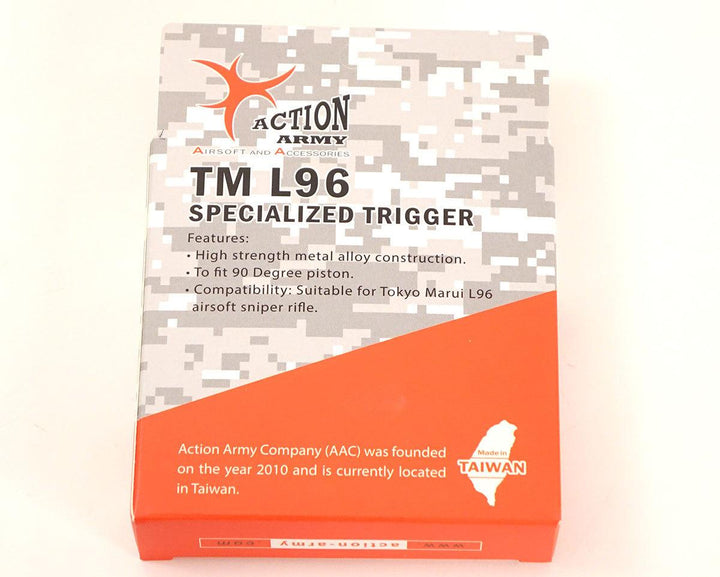 ACTION
ARMY
AIRSOFT AND ACCESSORIES
TM L96
SPECIALIZED TRIGGER
Features:
• High strength metal alloy construction.
• To fit 90 Degree piston.
• Compatibility: Suitable for Tokyo Marui L96
airsoft sniper rifle.
Action Army Company (AAC) was founded
on the year 2010 and is currently located
in Taiwan.
Made in
TAIWAN
www.action-army.com